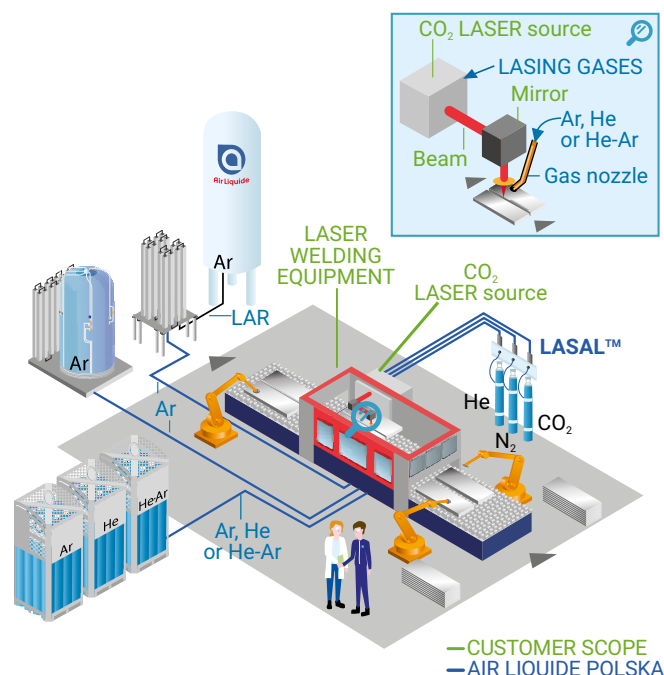 CO₂ LASER source
LASING GASES
Mirror
Ar, He
or He-Ar
Beam
Gas nozzle
Air Liquide
Ar
LAR
LASER
WELDING
EQUIPMENT
CO₂
LASER source
LASAL™
Ar
He
N₂
CO₂
Ar
Ar
He
He-Ar
Ar, He
or He-Ar
CUSTOMER SCOPE
AIR LIQUIDE POLSKA